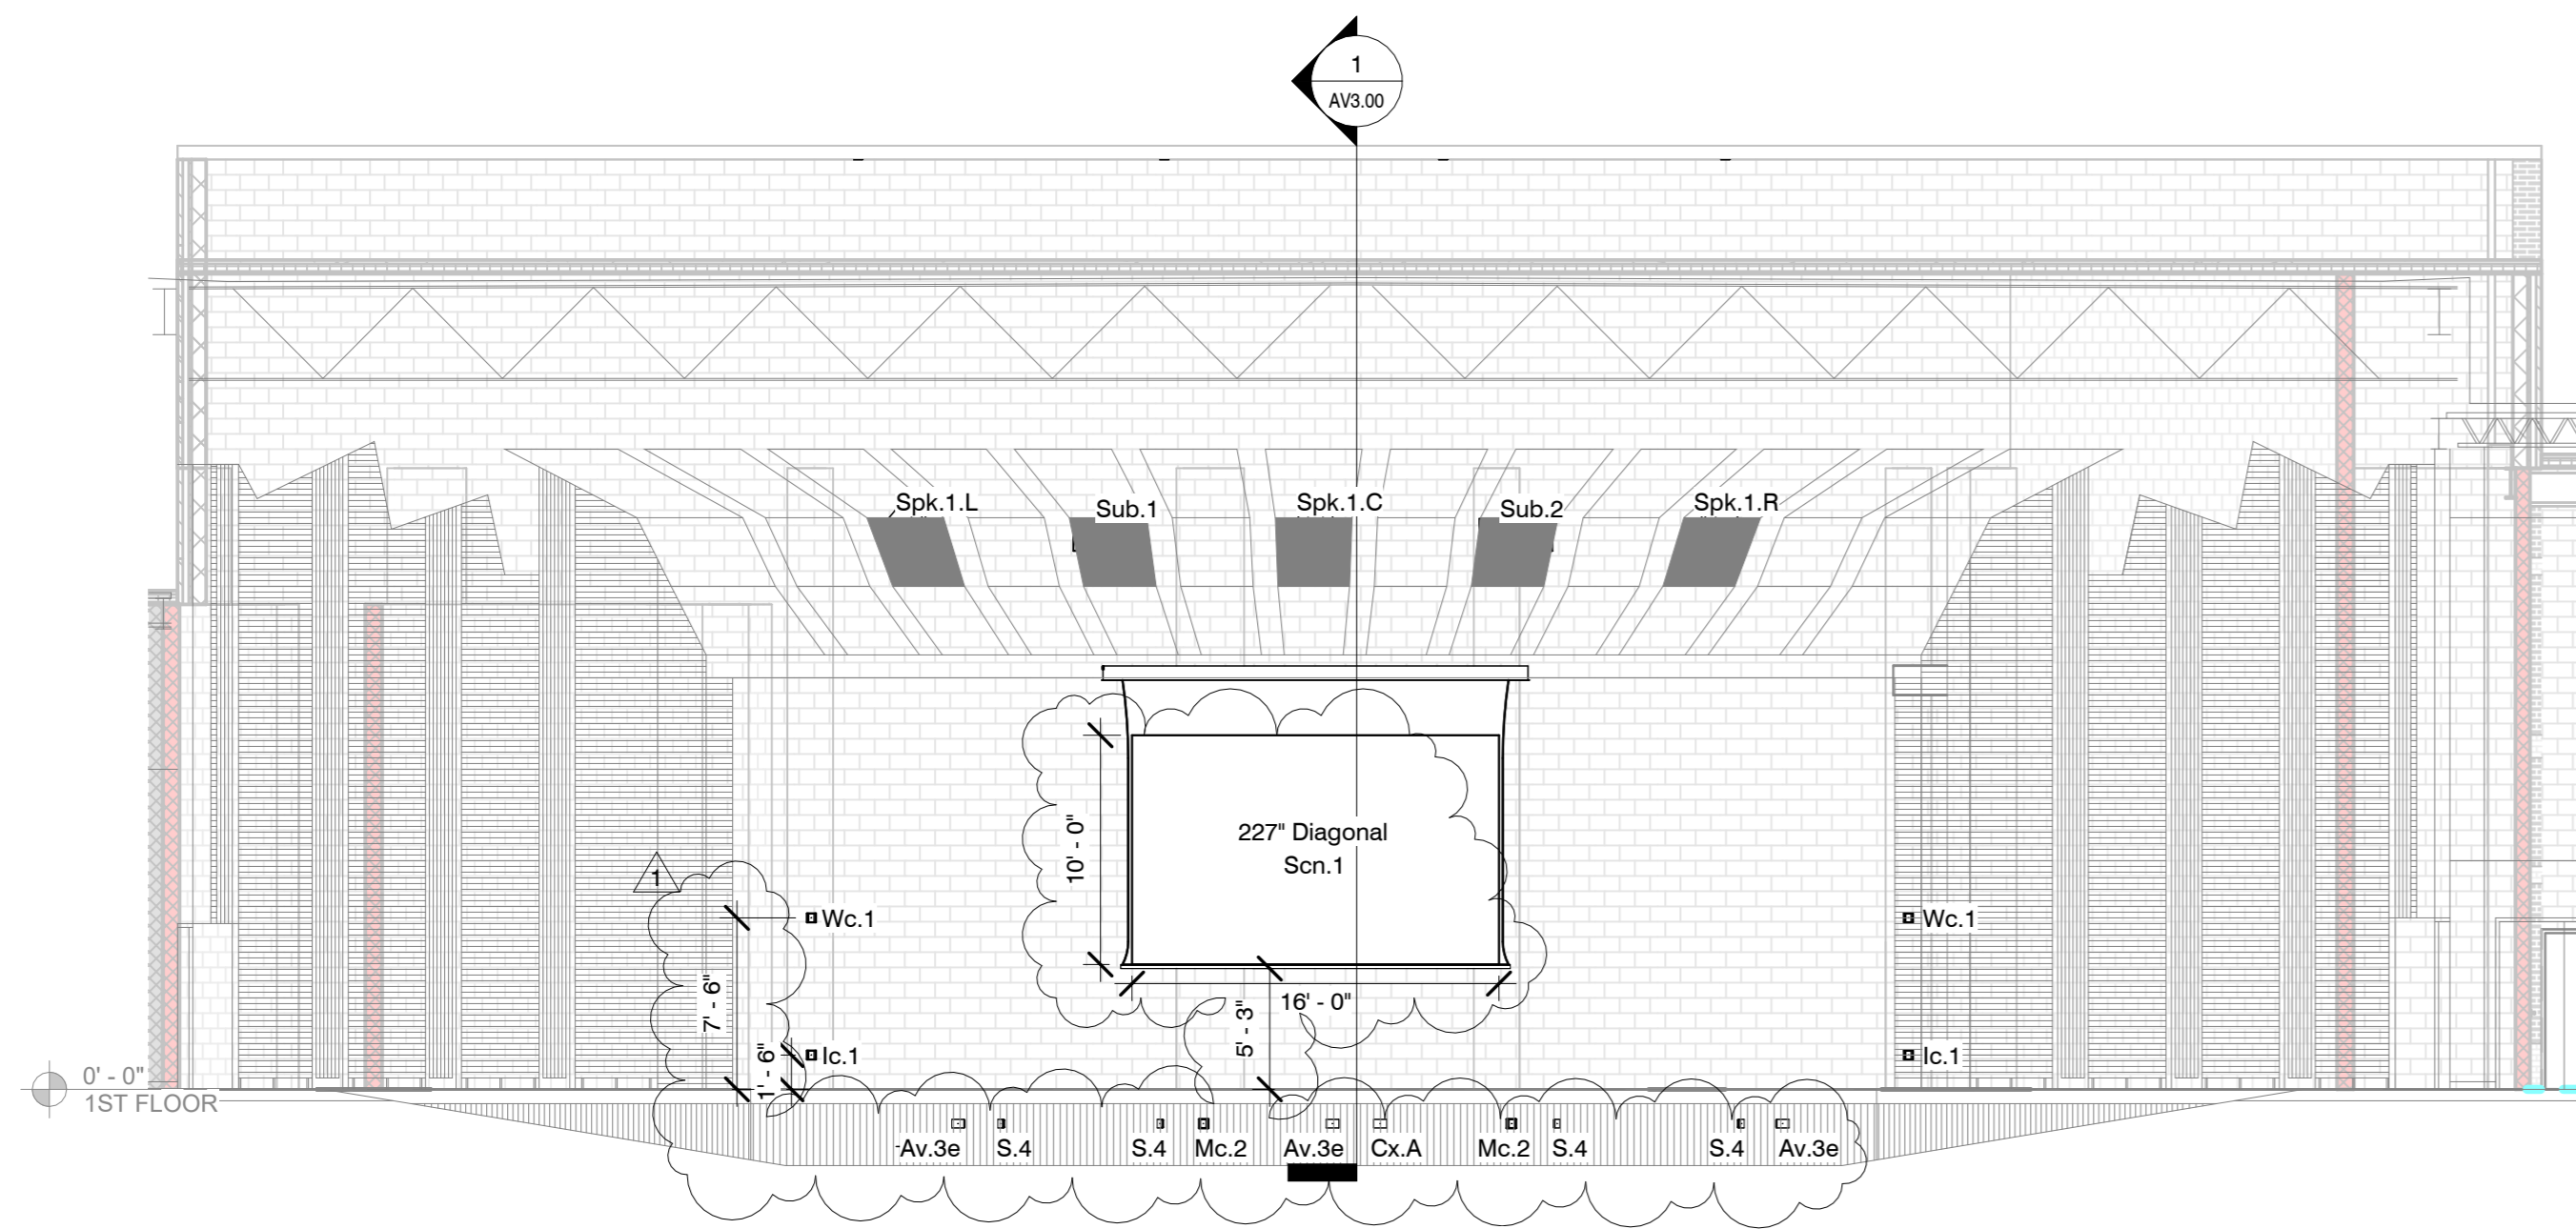 1
AV3.00
Spk.1.L
Sub.1
Spk.1.C
Sub.2
Spk.1.R
227" Diagonal
Scn.1
10' - 0"
1
Wc.1
Wc.1
7' - 6"
16' - 0"
5' - 3"
1' - 6"
Ic.1
Ic.1
0' - 0"
1ST FLOOR
Av.3e
S.4
S.4
Mc.2
Av.3e
Cx.A
Mc.2
S.4
S.4
Av.3e